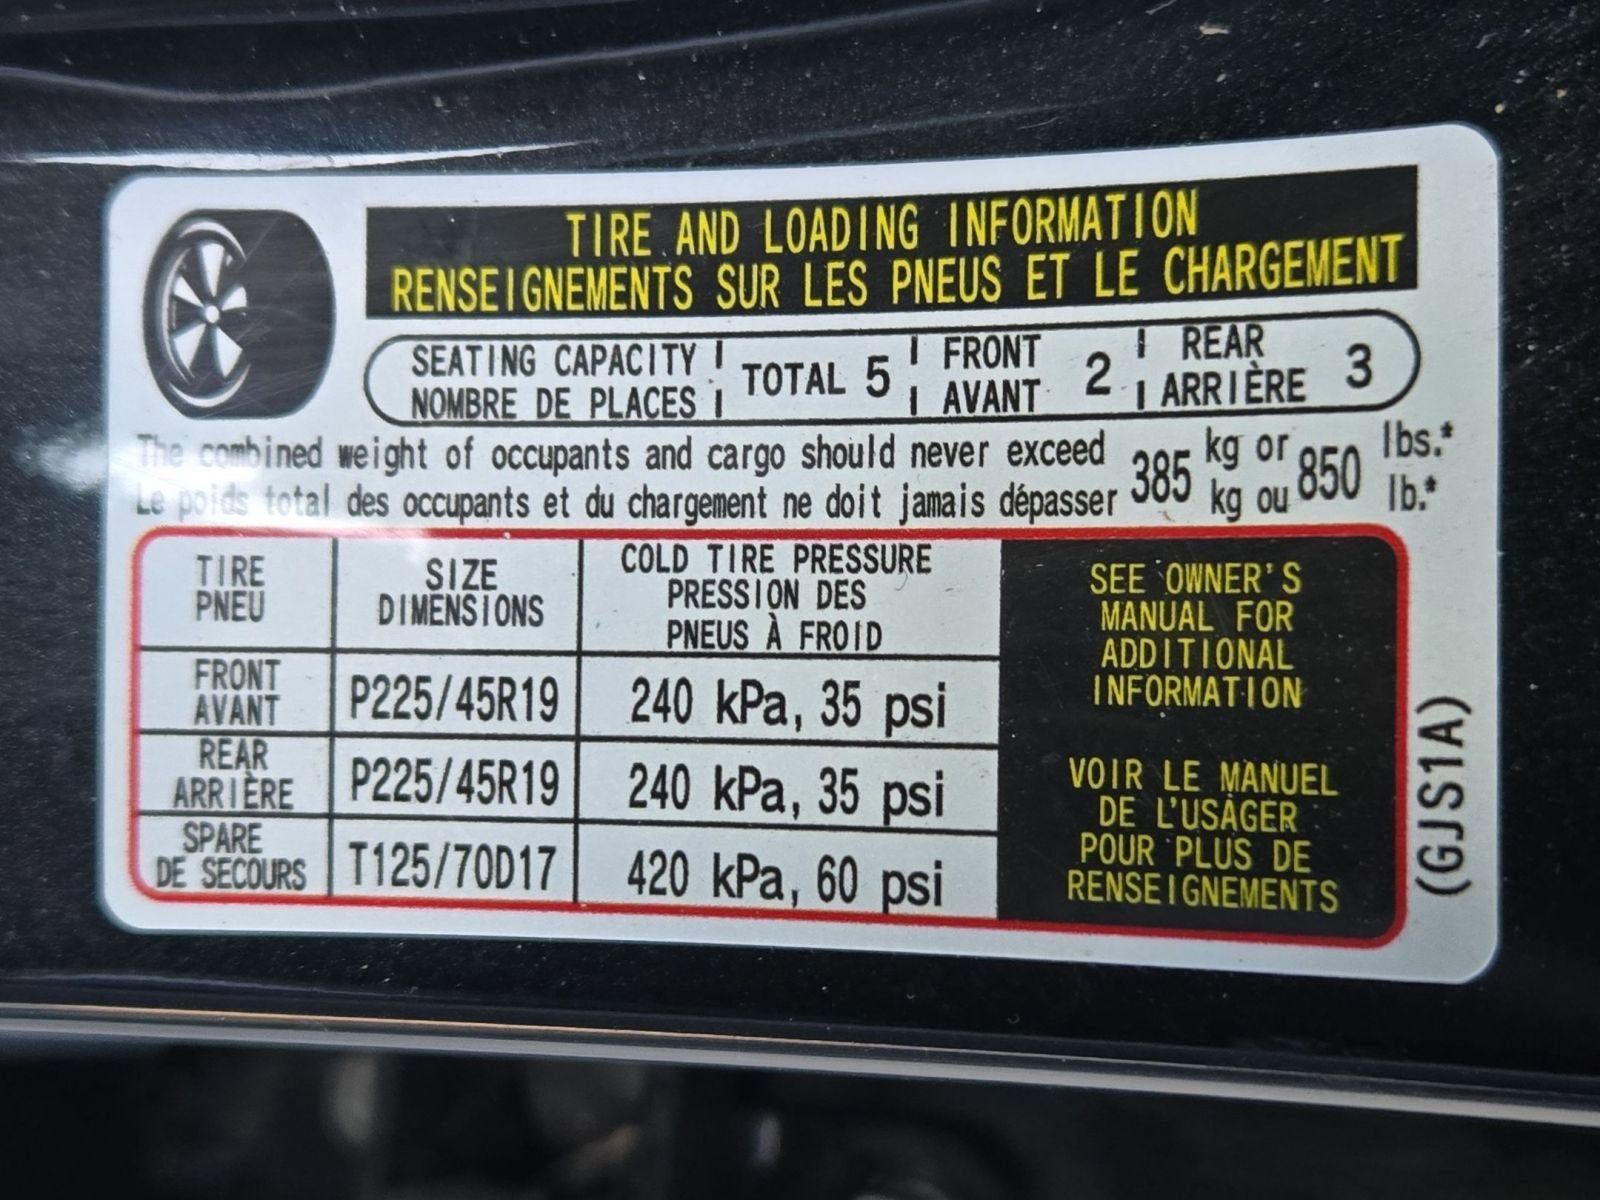 TIRE AND LOADING INFORMATION
RENSEIGNEMENTS SUR LES PNEUS ET LE CHARGEMENT
SEATING CAPACITY TOTAL 5 FRONT 2 REAR 3
NOMBRE DE PLACES AVANT ARRIÈRE
The combined weight of occupants and cargo should never exceed 385 kg or 850 lbs.*
Le poids total des occupants et du chargement ne doit jamais dépasser kg ou lb.*
TIRE SIZE COLD TIRE PRESSURE
PNEU DIMENSIONS PRESSION DES
PNEUS À FROID
FRONT
AVANT P225/45R19 240 kPa, 35 psi
REAR
ARRIÈRE P225/45R19 240 kPa, 35 psi
SPARE
DE SECOURS T125/70D17 420 kPa, 60 psi
SEE OWNER'S
MANUAL FOR
ADDITIONAL
INFORMATION
VOIR LE MANUEL
DE L'USAGER
POUR PLUS DE
RENSEIGNEMENTS
(GJS1A)